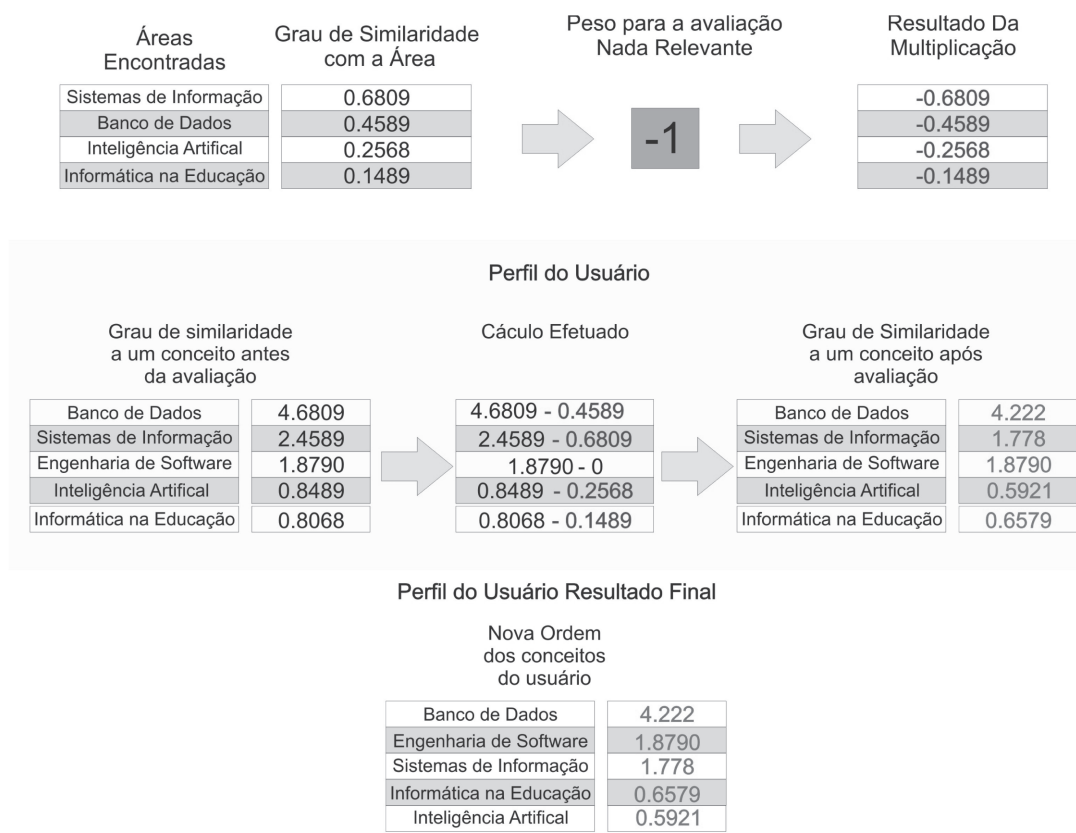 Áreas
Encontradas
Grau de Similaridade
com a Área
Peso para a avaliação
Nada Relevante
Resultado Da
Multiplicação
Sistemas de Informação 0.6809
Banco de Dados 0.4589
Inteligência Artifical 0.2568
Informática na Educação 0.1489
-1
-0.6809
-0.4589
-0.2568
-0.1489
Perfil do Usuário
Grau de similaridade
a um conceito antes
da avaliação
Cáculo Efetuado
Grau de Similaridade
a um conceito após
avaliação
Banco de Dados 4.6809
Sistemas de Informação 2.4589
Engenharia de Software 1.8790
Inteligência Artifical 0.8489
Informática na Educação 0.8068
4.6809 - 0.4589
2.4589 - 0.6809
1.8790 - 0
0.8489 - 0.2568
0.8068 - 0.1489
Banco de Dados 4.222
Sistemas de Informação 1.778
Engenharia de Software 1.8790
Inteligência Artifical 0.5921
Informática na Educação 0.6579
Perfil do Usuário Resultado Final
Nova Ordem
dos conceitos
do usuário
Banco de Dados 4.222
Engenharia de Software 1.8790
Sistemas de Informação 1.778
Informática na Educação 0.6579
Inteligência Artifical 0.5921